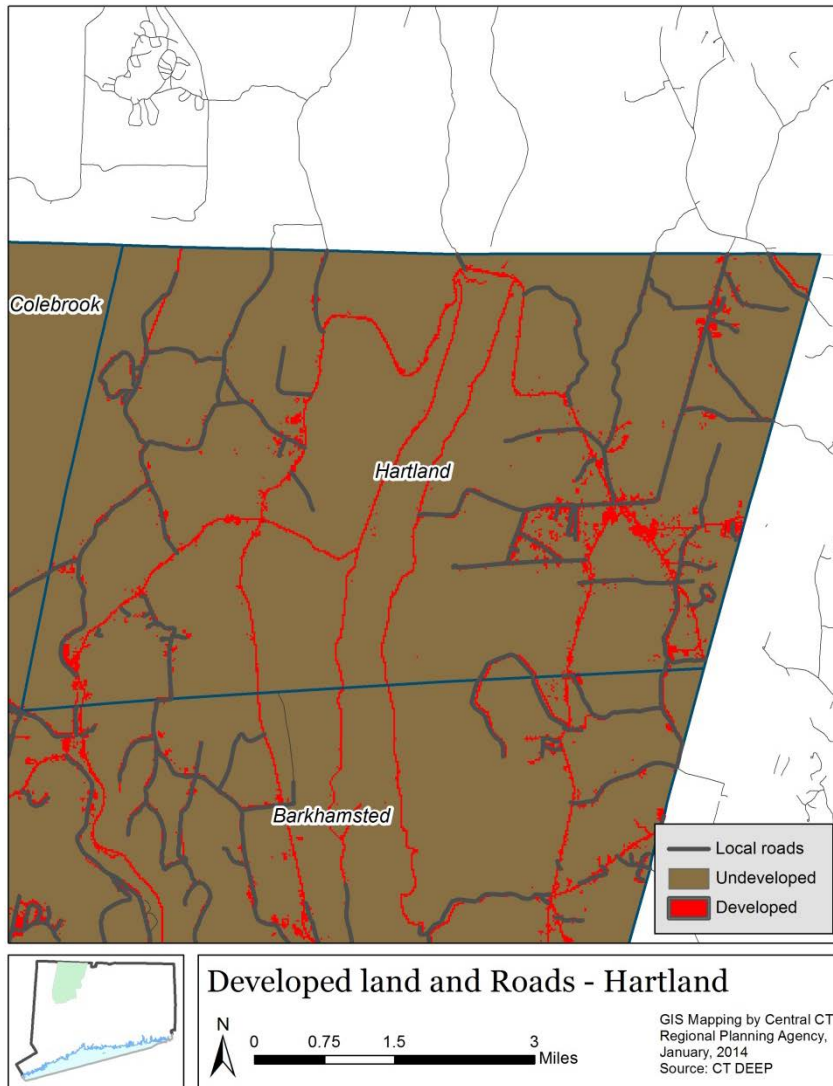 Colebrook
Hartland
Barkhamsted
Local roads
Undeveloped
Developed
Developed land and Roads - Hartland
N
0 0.75 1.5 3
Miles
GIS Mapping by Central CT
Regional Planning Agency,
January, 2014
Source: CT DEEP